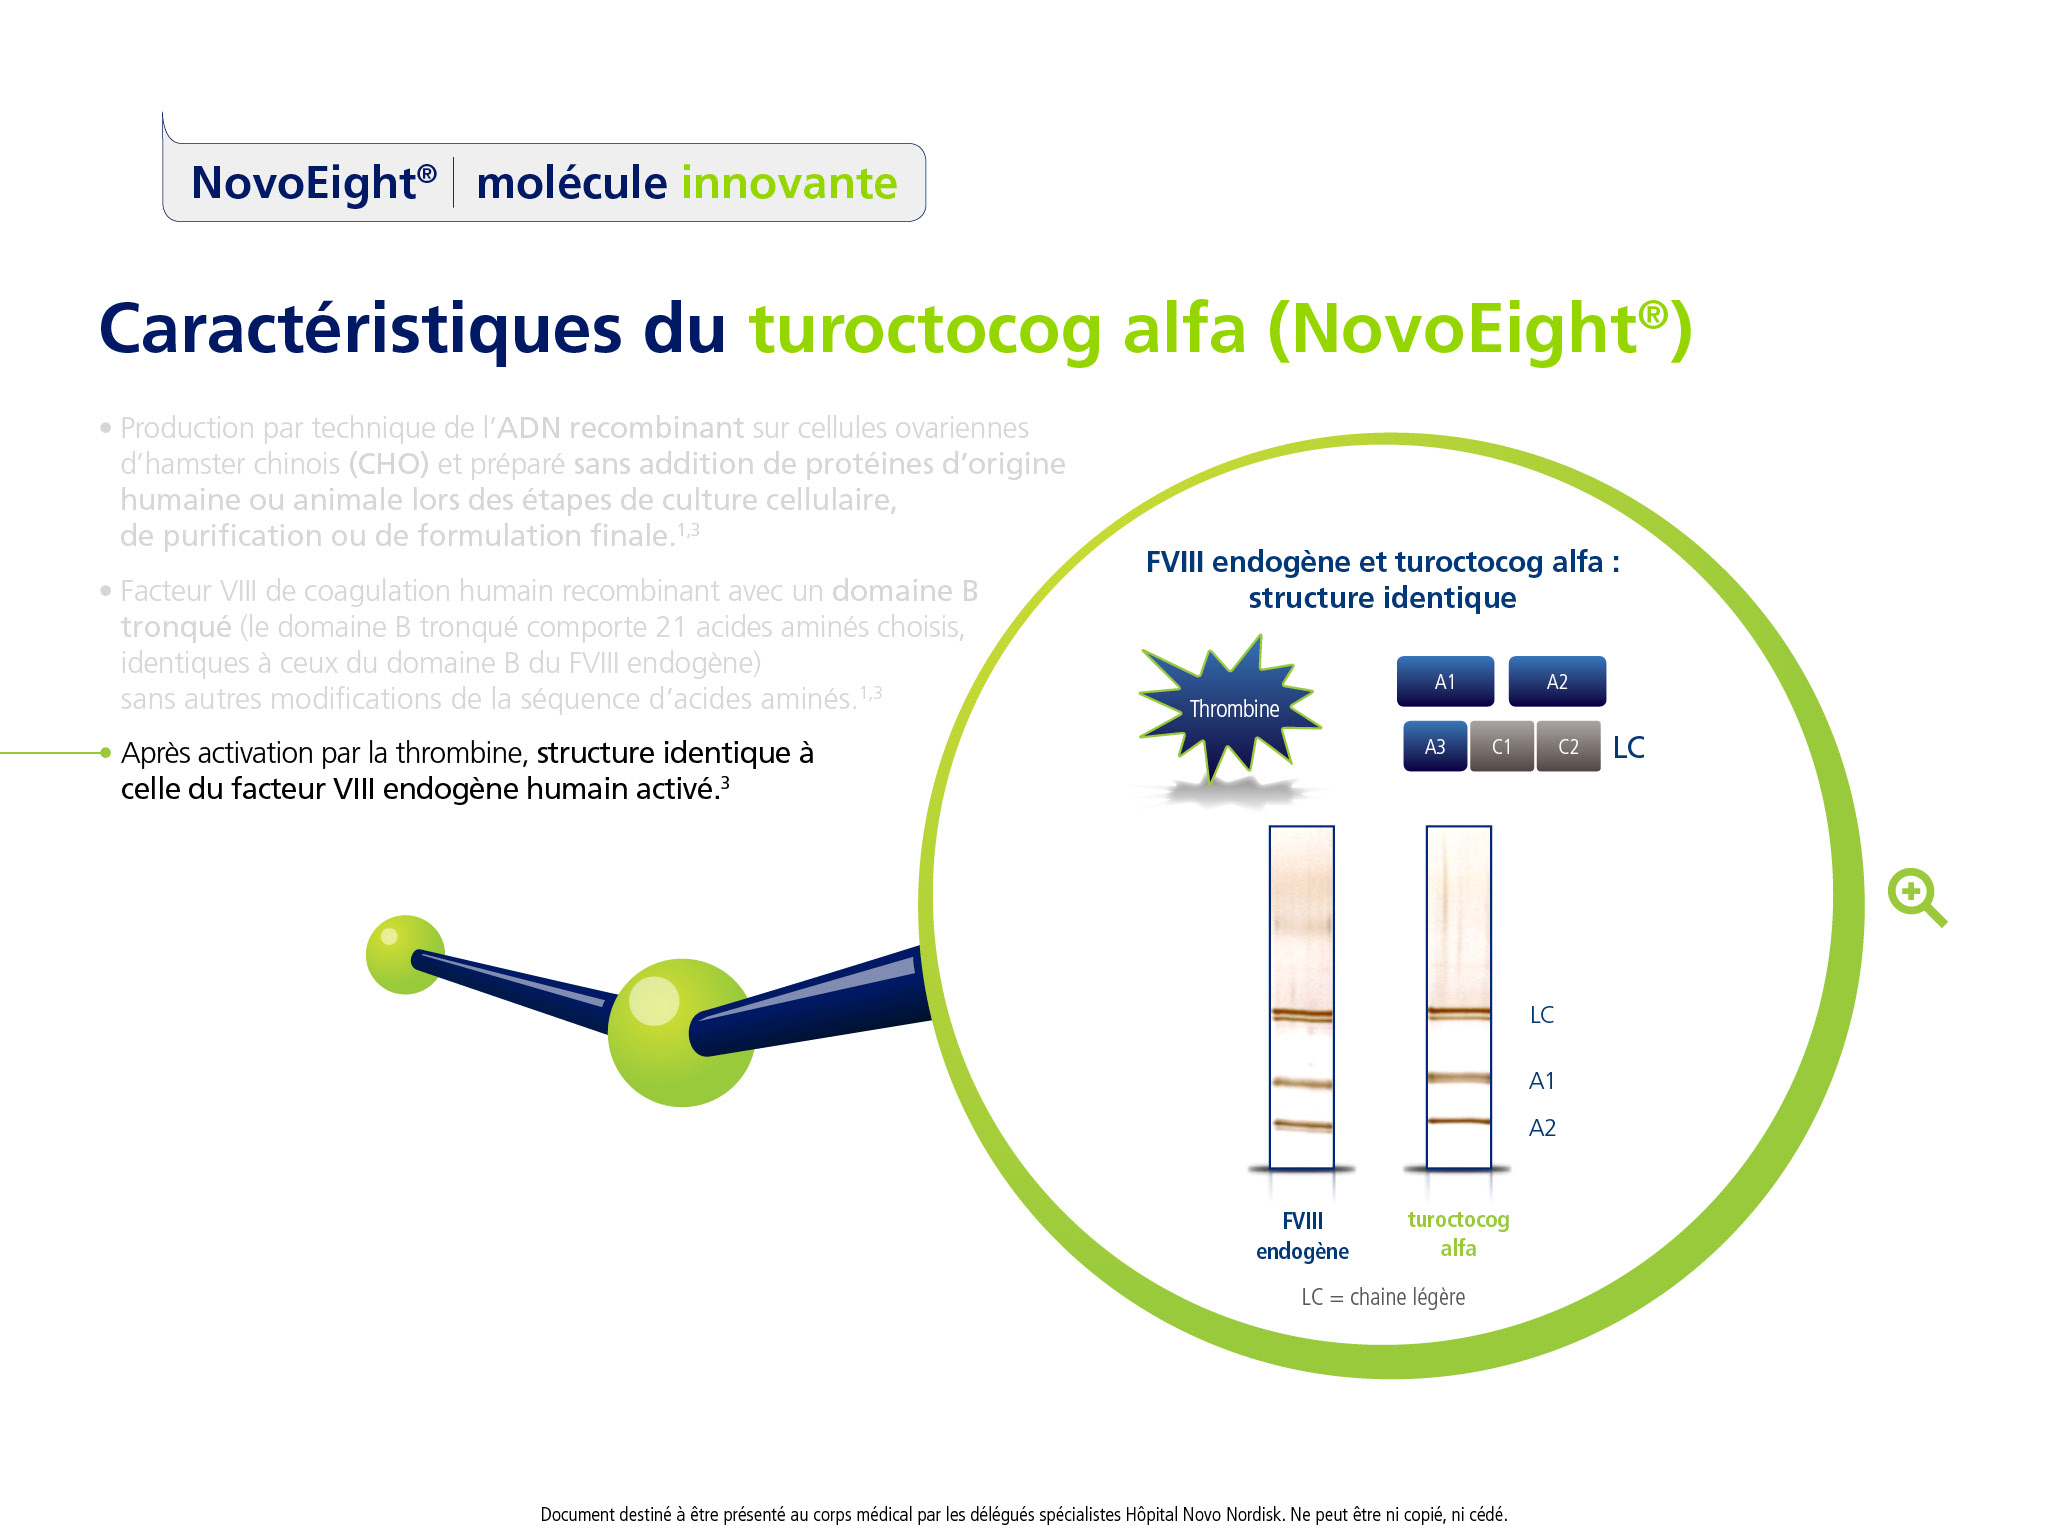 NovoEight® | molécule innovante
Caractéristiques du turoctocog alfa (NovoEight®)
• Production par technique de l’ADN recombinant sur cellules ovariennes
d’hamster chinois (CHO) et préparé sans addition de protéines d’origine
humaine ou animale lors des étapes de culture cellulaire,
de purification ou de formulation finale.1,3
• Facteur VIII de coagulation humain recombinant avec un domaine B
tronqué (le domaine B tronqué comporte 21 acides aminés choisis,
identiques à ceux du domaine B du FVIII endogène)
sans autres modifications de la séquence d’acides aminés.1,3
• Après activation par la thrombine, structure identique à
celle du facteur VIII endogène humain activé.3
FVIII endogène et turoctocog alfa :
structure identique
Thrombine
A1 A2
A3 C1 C2 LC
LC
A1
A2
FVIII
endogène
turoctocog
alfa
LC = chaine légère
Document destiné à être présenté au corps médical par les délégués spécialistes Hôpital Novo Nordisk. Ne peut être ni copié, ni cédé.